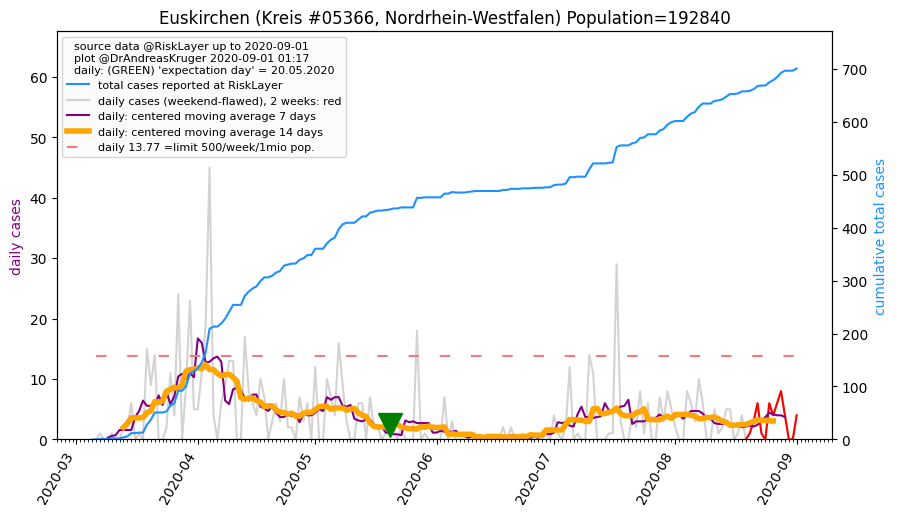 Euskirchen (Kreis #05366, Nordrhein-Westfalen) Population=192840
source data @RiskLayer up to 2020-09-01
plot @DrAndreasKruger 2020-09-01 01:17
daily: (GREEN) 'expectation day' = 20.05.2020
total cases reported at RiskLayer
daily cases (weekend-flawed), 2 weeks: red
daily: centered moving average 7 days
daily: centered moving average 14 days
daily 13.77 =limit 500/week/1mio pop.
daily cases
60
50
40
30
20
10
0
cumulative total cases
700
600
500
400
300
200
100
0
2020-03
2020-04
2020-05
2020-06
2020-07
2020-08
2020-09